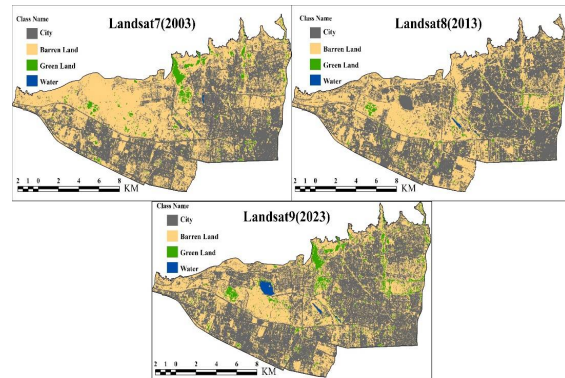 Landsat7(2003)
Class Name
City
Barren Land
Green Land
Water
2 1 0 2 4 6 8
KM
Landsat8(2013)
Class Name
City
Barren Land
Green Land
Water
2 1 0 2 4 6 8
KM
Landsat9(2023)
Class Name
City
Barren Land
Green Land
Water
2 1 0 2 4 6 8
KM